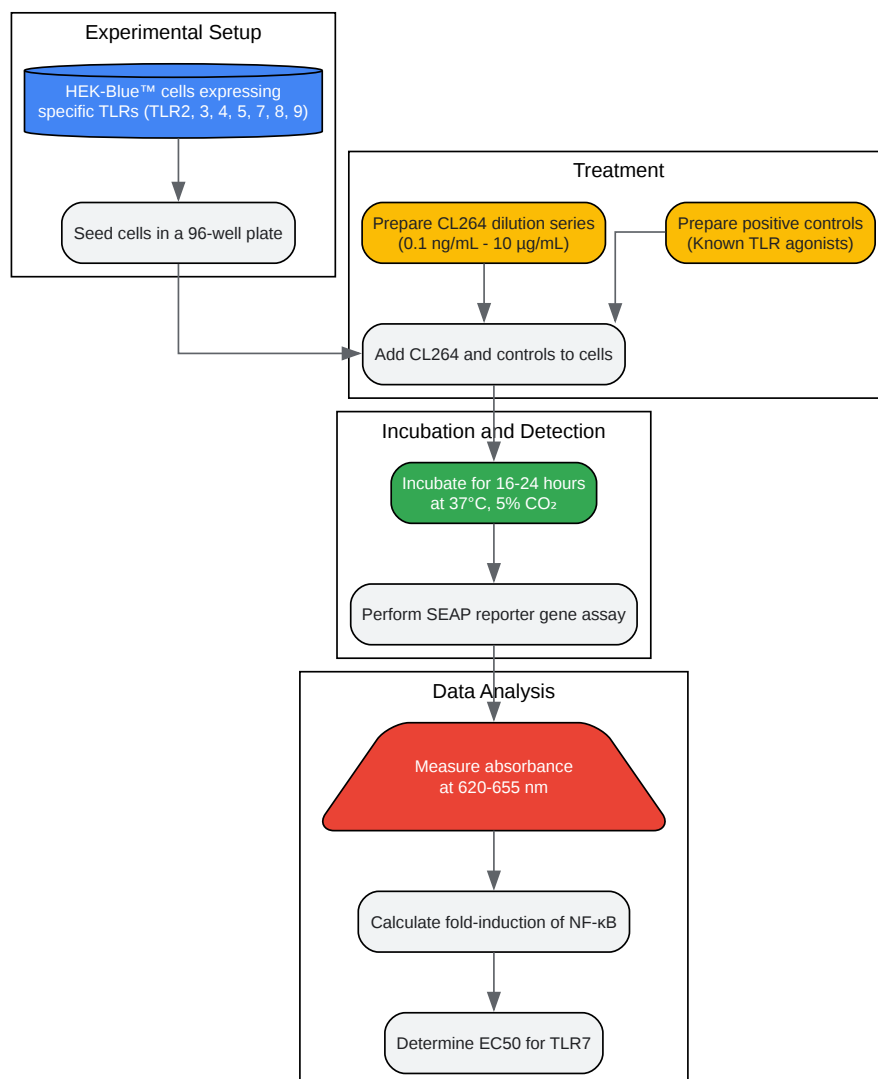 Experimental Setup
HEK-Blue™ cells expressing
specific TLRs (TLR2, 3, 4, 5, 7, 8, 9)
Seed cells in a 96-well plate
Treatment
Prepare CL264 dilution series
(0.1 ng/mL - 10 µg/mL)
Prepare positive controls
(Known TLR agonists)
Add CL264 and controls to cells
Incubation and Detection
Incubate for 16-24 hours
at 37°C, 5% CO₂
Perform SEAP reporter gene assay
Data Analysis
Measure absorbance
at 620-655 nm
Calculate fold-induction of NF-κB
Determine EC50 for TLR7